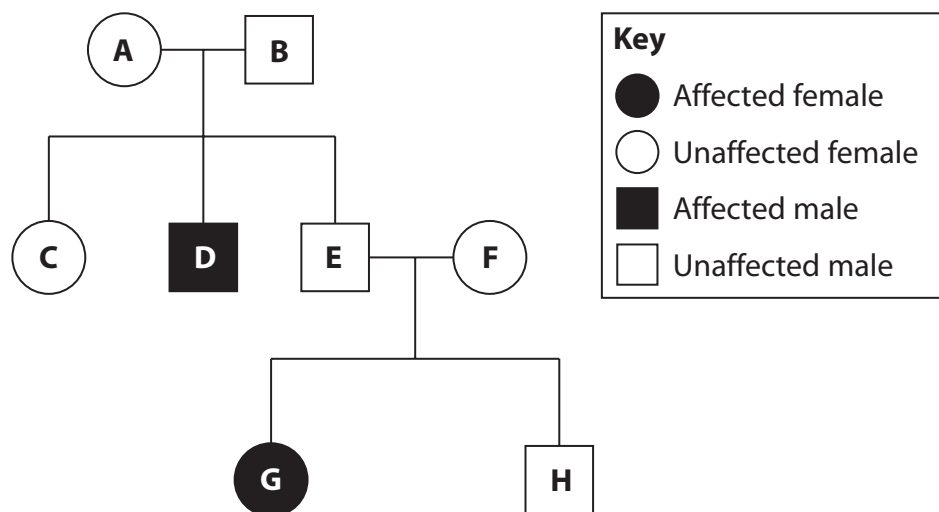 A B
Key
Affected female
Unaffected female
Affected male
Unaffected male
C D E F
G H